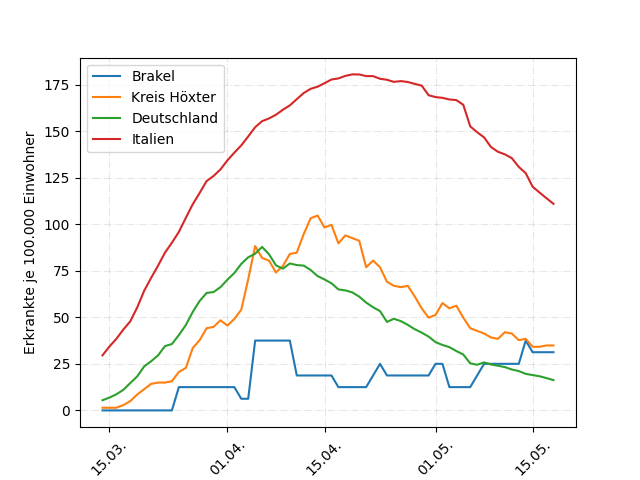 Brakel
Kreis Höxter
Deutschland
Italien
Erkrankte je 100.000 Einwohner
175
150
125
100
75
50
25
0
15.03.
01.04.
15.04.
01.05.
15.05.